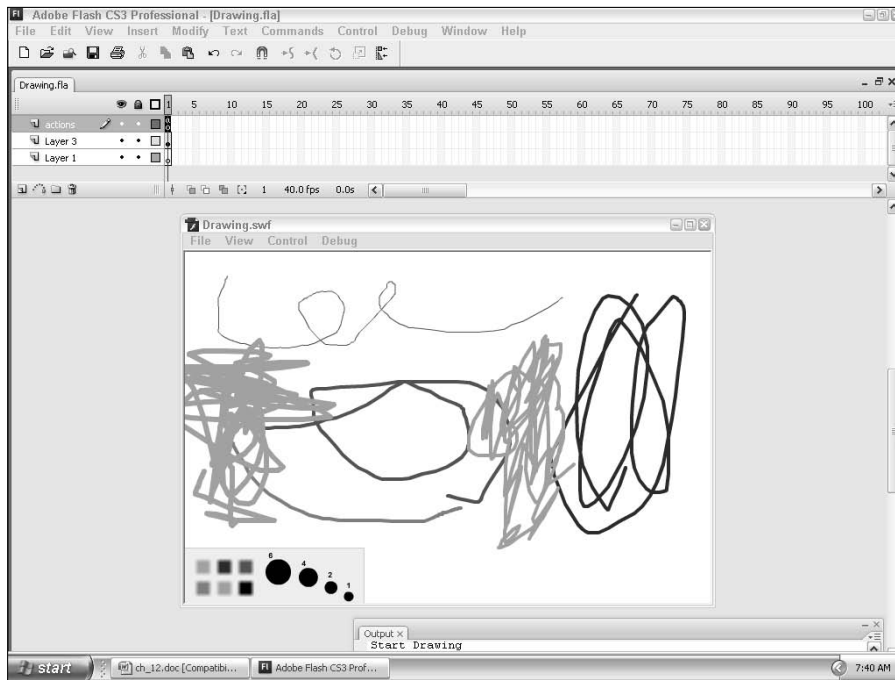 Adobe Flash CS3 Professional - [Drawing.fla]
File Edit View Insert Modify Text Commands Control Debug Window Help
Drawing.fla
1 5 10 15 20 25 30 35 40 45 50 55 60 65 70 75 80 85 90 95 100
actions
Layer 3
Layer 1
1 40.0 fps 0.0s
Drawing.swf
File View Control Debug
6 4 2 1
Output
Start Drawing
start ch_12.doc [Compatibi... Fl Adobe Flash CS3 Prof... 7:40 AM